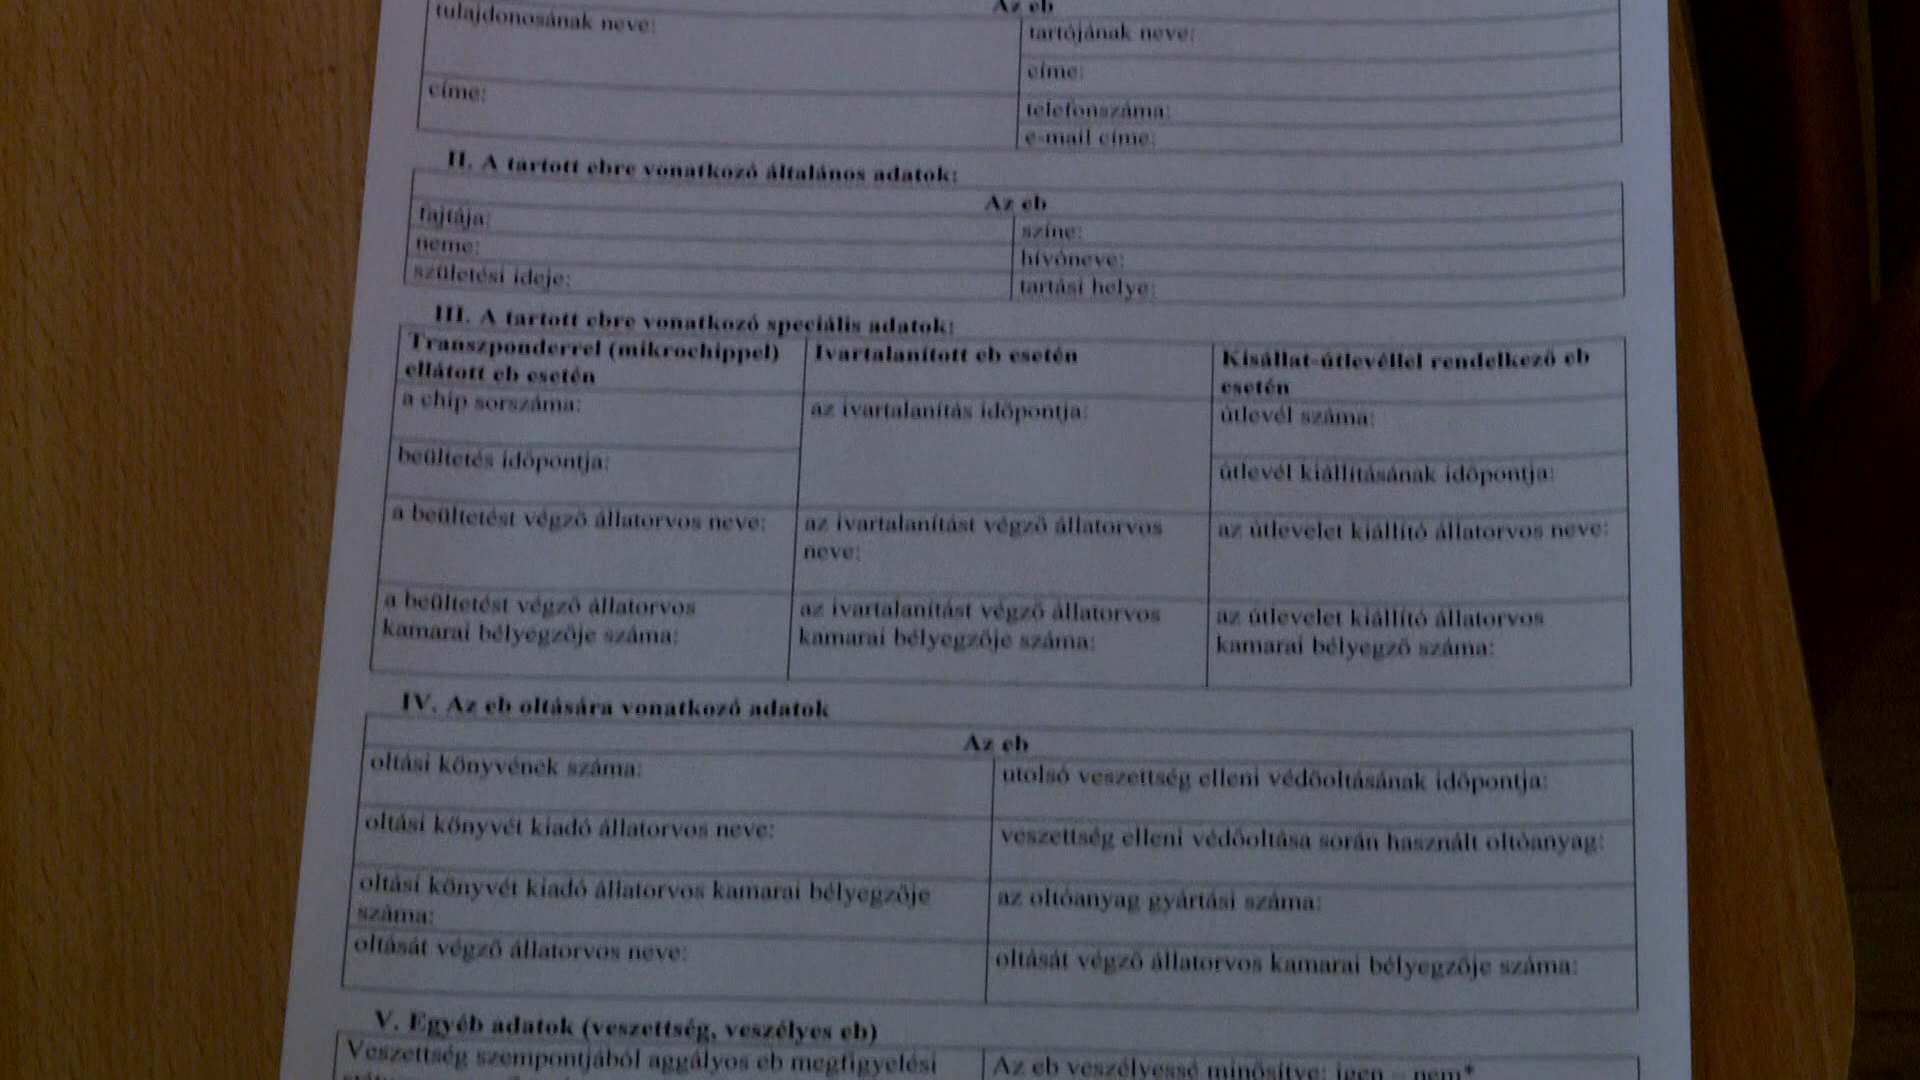 Az eb
tulajdonosának neve:
tartójának neve:
címe:
címe:
telefonszáma:
e-mail címe:
II. A tartott ebre vonatkozó általános adatok:
Az eb
fajtája:
színe:
neme:
hívóneve:
születési ideje:
tartási helye:
III. A tartott ebre vonatkozó speciális adatok:
Transzponderrel (mikrochippel)
ellátott eb esetén
Ivartalanított eb esetén
Kisállat-útlevéllel rendelkező eb
esetén
a chip sorszáma:
az ivartalanítás időpontja:
útlevél száma:
beültetés időpontja:
útlevél kiállításának időpontja:
a beültetést végző állatorvos neve:
az ivartalanítást végző állatorvos
neve:
az útlevelet kiállító állatorvos neve:
a beültetést végző állatorvos
kamarai bélyegzője száma:
az ivartalanítást végző állatorvos
kamarai bélyegzője száma:
az útlevelet kiállító állatorvos
kamarai bélyegző száma:
IV. Az eb oltására vonatkozó adatok
Az eb
oltási könyvének száma:
utolsó veszettség elleni védőoltásának időpontja:
oltási könyvét kiadó állatorvos neve:
veszettség elleni védőoltása során használt oltóanyag:
oltási könyvét kiadó állatorvos kamarai bélyegzője
száma:
az oltóanyag gyártási száma:
oltását végző állatorvos neve:
oltását végző állatorvos kamarai bélyegzője száma:
V. Egyéb adatok (veszettség, veszélyes eb)
Veszettség szempontjából aggályos eb megfigyelési
Az eb veszélyessé minősítve: igen – nem*